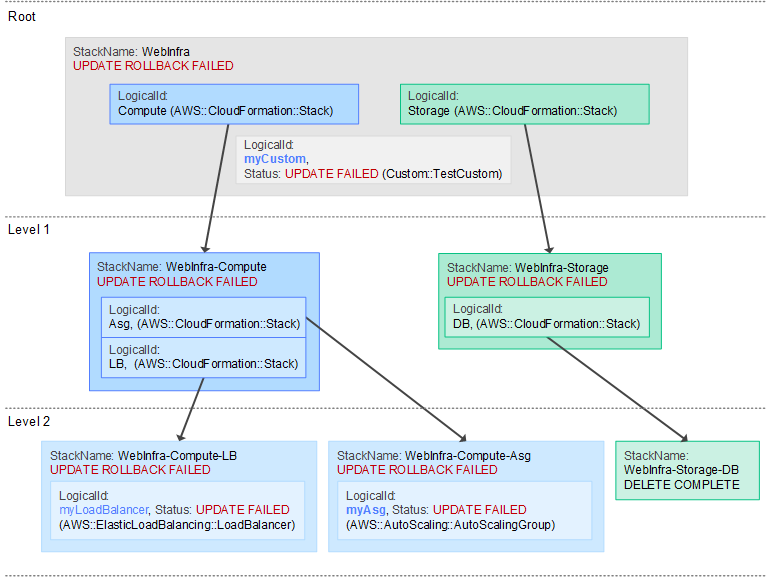 Root
StackName: WebInfra
UPDATE ROLLBACK FAILED
LogicalId:
Compute (AWS::CloudFormation::Stack)
LogicalId:
Storage (AWS::CloudFormation::Stack)
LogicalId:
myCustom,
Status: UPDATE FAILED (Custom::TestCustom)
Level 1
StackName: WebInfra-Compute
UPDATE ROLLBACK FAILED
LogicalId:
Asg, (AWS::CloudFormation::Stack)
LogicalId:
LB, (AWS::CloudFormation::Stack)
StackName: WebInfra-Storage
UPDATE ROLLBACK FAILED
LogicalId:
DB, (AWS::CloudFormation::Stack)
Level 2
StackName: WebInfra-Compute-LB
UPDATE ROLLBACK FAILED
LogicalId:
myLoadBalancer, Status: UPDATE FAILED
(AWS::ElasticLoadBalancing::LoadBalancer)
StackName: WebInfra-Compute-Asg
UPDATE ROLLBACK FAILED
LogicalId:
myAsg, Status: UPDATE FAILED
(AWS::AutoScaling::AutoScalingGroup)
StackName:
WebInfra-Storage-DB
DELETE COMPLETE